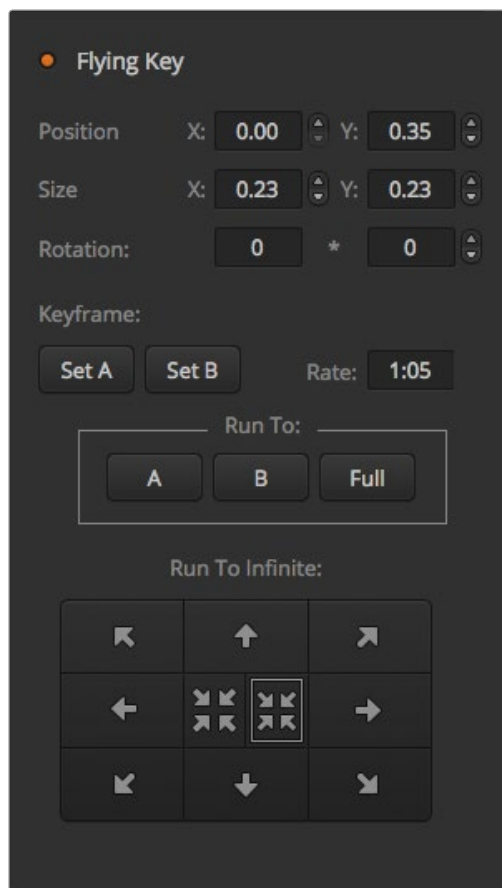 Flying Key
Position X: 0.00 Y: 0.35
Size X: 0.23 Y: 0.23
Rotation: 0 * 0
Keyframe:
Set A Set B Rate: 1:05
Run To:
A B Full
Run To Infinite: